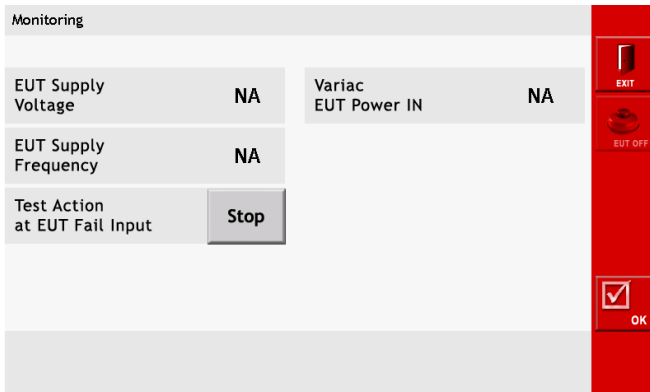 Monitoring
EUT Supply
Voltage
NA
Variac
EUT Power IN
NA
EUT Supply
Frequency
NA
Test Action
at EUT Fail Input
Stop
EXIT
EUT OFF
OK